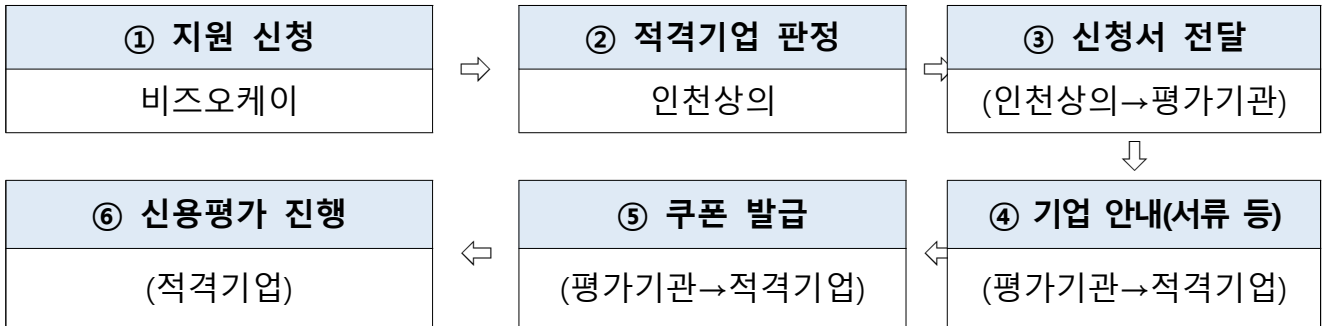 ① 지원 신청
비즈오케이
② 적격기업 판정
인천상의
③ 신청서 전달
(인천상의→평가기관)
④ 기업 안내(서류 등)
(평가기관→적격기업)
⑤ 쿠폰 발급
(평가기관→적격기업)
⑥ 신용평가 진행
(적격기업)